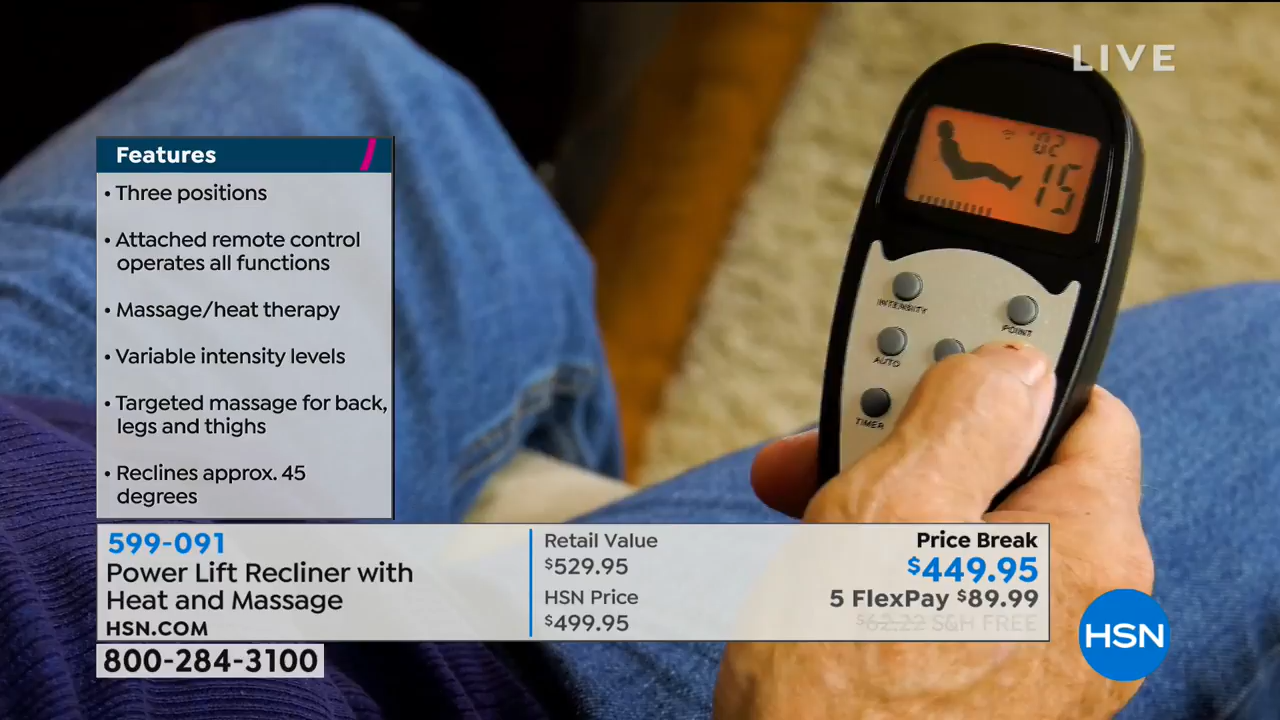 LIVE
Features
• Three positions
• Attached remote control
operates all functions
• Massage/heat therapy
• Variable intensity levels
• Targeted massage for back,
legs and thighs
• Reclines approx. 45
degrees
'02
15
INTENSITY
POINT
AUTO
TIMER
599-091
Power Lift Recliner with
Heat and Massage
HSN.COM
Retail Value
$529.95
HSN Price
$499.95
Price Break
$449.95
5 FlexPay $89.99
$62.22 S&H FREE
800-284-3100
HSN